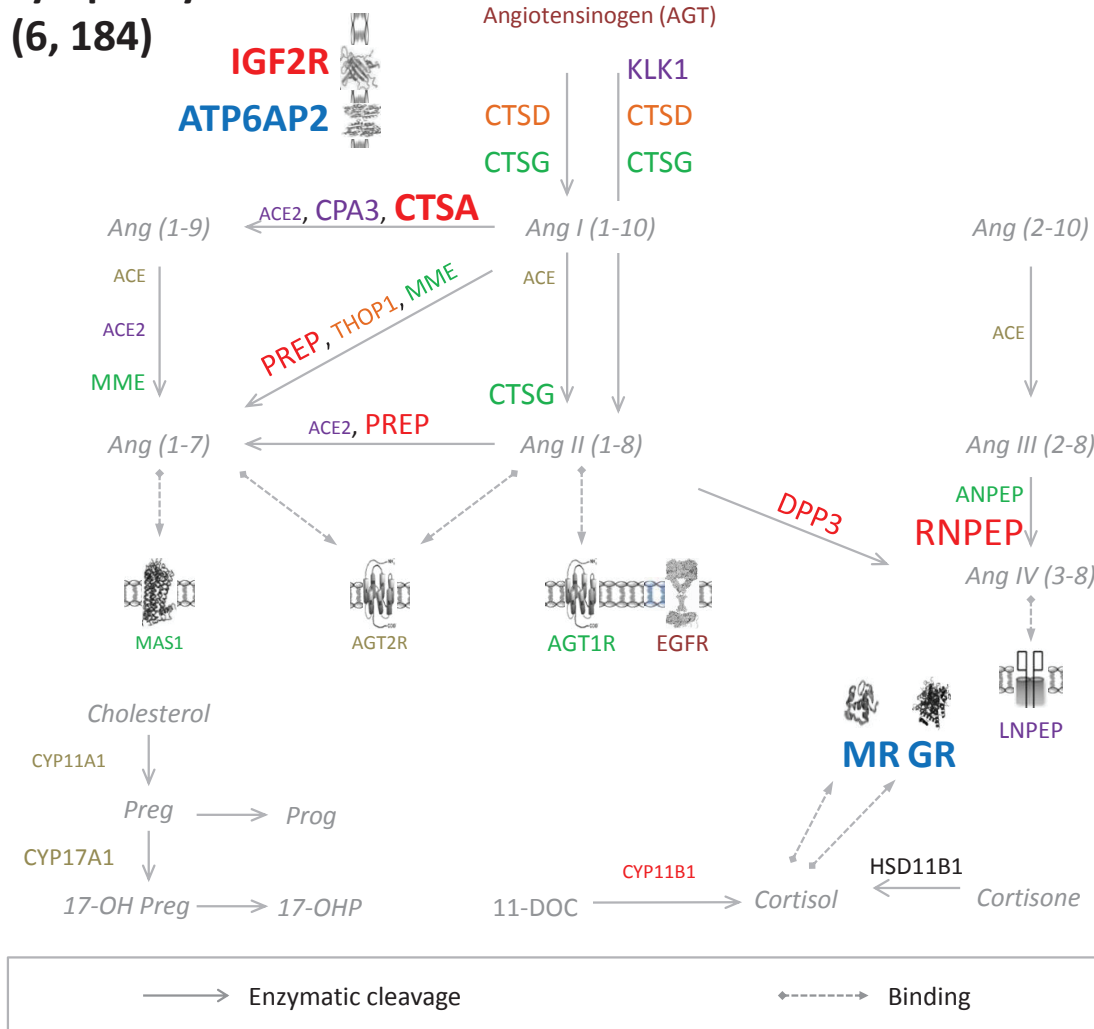 (6, 184)
Angiotensinogen (AGT)
IGF2R
ATP6AP2
KLK1
CTSD
CTSD
CTSG
CTSG
ACE2, CPA3, CTSA
Ang (1-9)
Ang I (1-10)
Ang (2-10)
ACE
ACE
ACE2
ACE
MME
PREP, THOP1, MME
CTSG
ACE2, PREP
Ang (1-7)
Ang II (1-8)
Ang III (2-8)
DPP3
ANPEP
RNPEP
Ang IV (3-8)
MAS1
AGT2R
AGT1R
EGFR
LNPEP
MR GR
Cholesterol
CYP11A1
Preg
Prog
CYP17A1
17-OH Preg
17-OHP
11-DOC
CYP11B1
Cortisol
HSD11B1
Cortisone
Enzymatic cleavage
Binding